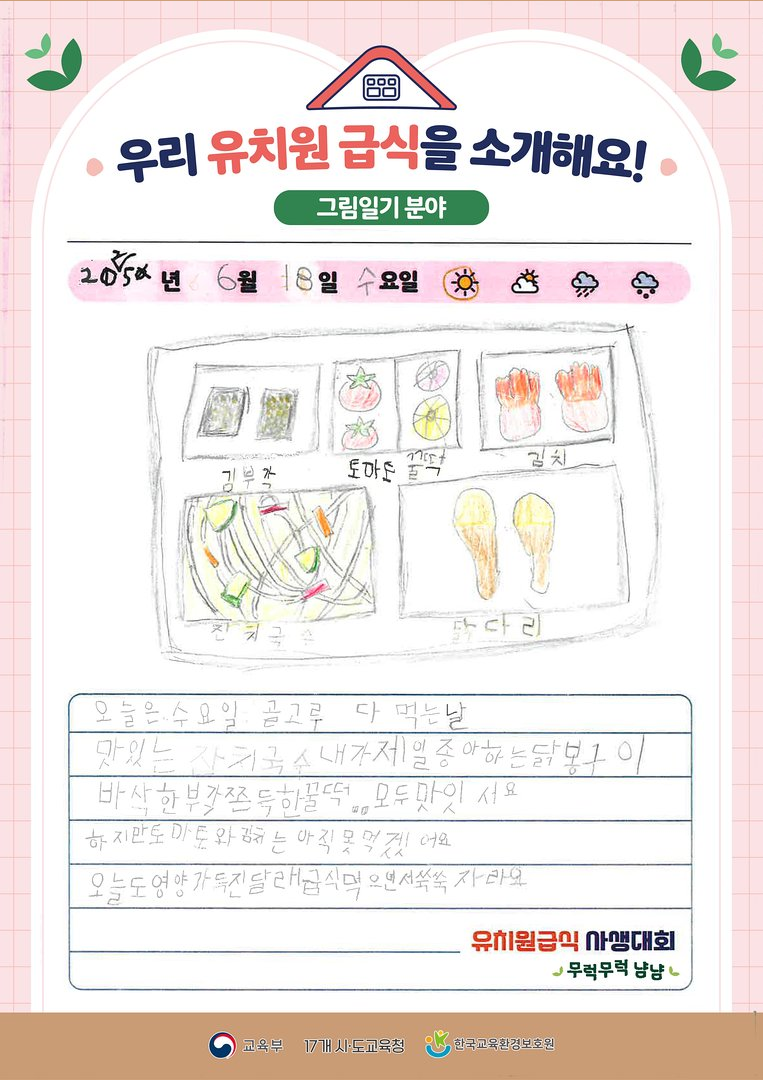 우리 유치원 급식을 소개해요!
그림일기 분야
2025년 6월 18일 수요일
김부각 토마토 꿀떡 김치
잔치국수 닭다리
오늘은 수요일 골고루 다 먹는날
맛있는 잔치국수 내가제일좋아하는닭봉구이
바삭한부각쫀득한꿀떡 모두맛잇서요
하지만토마토와김치는아직못먹겠어요
오늘도영양가득진달래급식먹으면서쑥쑥자라요
유치원급식 사생대회
무럭무럭 냠냠
교육부 17개 시·도교육청 한국교육환경보호원